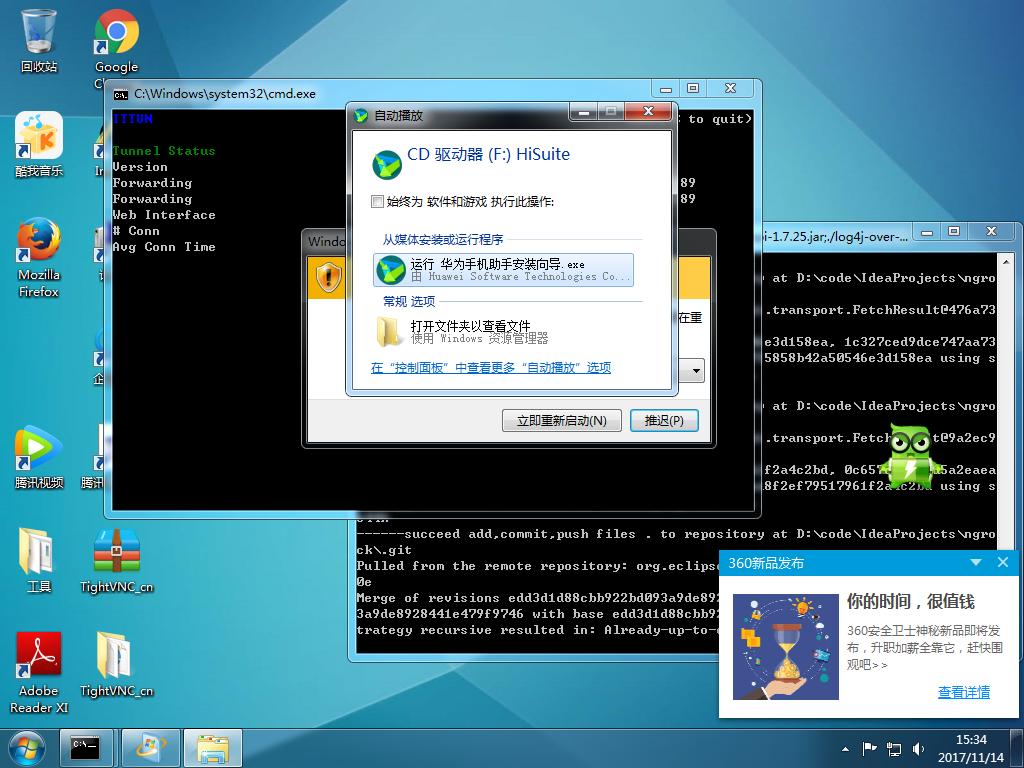 回收站
Google
酷我音乐
Mozilla
Firefox
腾讯视频
腾讯
工具
TightVNC_cn
Adobe
Reader XI
TightVNC_cn
C:\Windows\system32\cmd.exe
to quit)
Tunnel Status
Version
Forwarding
89
Forwarding
89
Web Interface
# Conn
Avg Conn Time
自动播放
CD 驱动器 (F:) HiSuite
始终为 软件和游戏 执行此操作:
从媒体安装或运行程序
运行 华为手机助手安装向导.exe
由 Huawei Software Technologies Co...
常规 选项
打开文件夹以查看文件
使用 Windows 资源管理器
在“控制面板”中查看更多“自动播放”选项
Windo
在重
立即重新启动(N)
推迟(P)
i-1.7.25.jar;./log4j-over-...
at D:\code\IdeaProjects\ngro
.transport.FetchResult@476a73
e3d158ea, 1c327ced9dce747aa73
5858b42a50546e3d158ea using s
at D:\code\IdeaProjects\ngro
.transport.Fetch
t@9a2ec9
f2a4c2bd, 0c65
5a2eaea
8f2ef79517961f2a4c2bd using s
------succeed add,commit,push files . to repository at D:\code\IdeaProjects\ngro
ck\.git
Pulled from the remote repository: org.eclips
0e
Merge of revisions edd3d1d88cbb922bd093a9de892
3a9de8928441e479f9746 with base edd3d1d88cbb92
trategy recursive resulted in: Already-up-to-
360新品发布
你的时间，很值钱
360安全卫士神秘新品即将发
布，升职加薪全靠它，赶快围
观吧>>
查看详情
15:34
2017/11/14